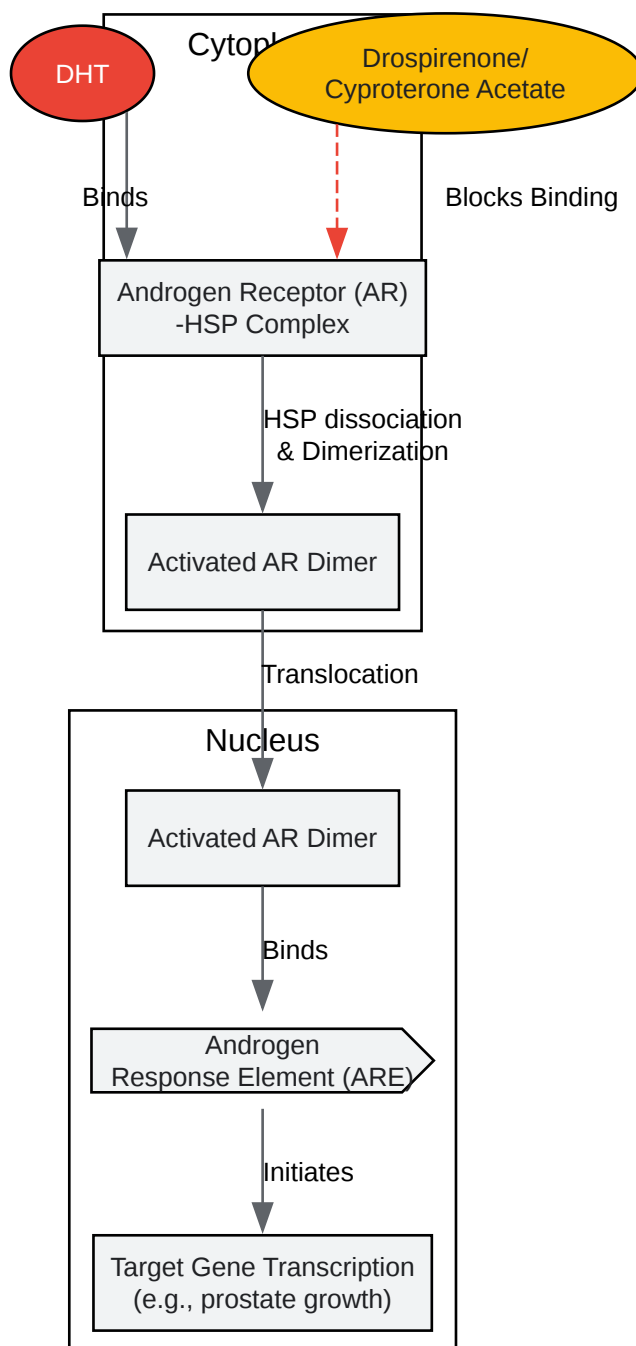 DHT
Drospirenone/
Cyproterone Acetate
Binds
Blocks Binding
Androgen Receptor (AR)
-HSP Complex
HSP dissociation
& Dimerization
Activated AR Dimer
Translocation
Nucleus
Activated AR Dimer
Binds
Androgen
Response Element (ARE)
Initiates
Target Gene Transcription
(e.g., prostate growth)